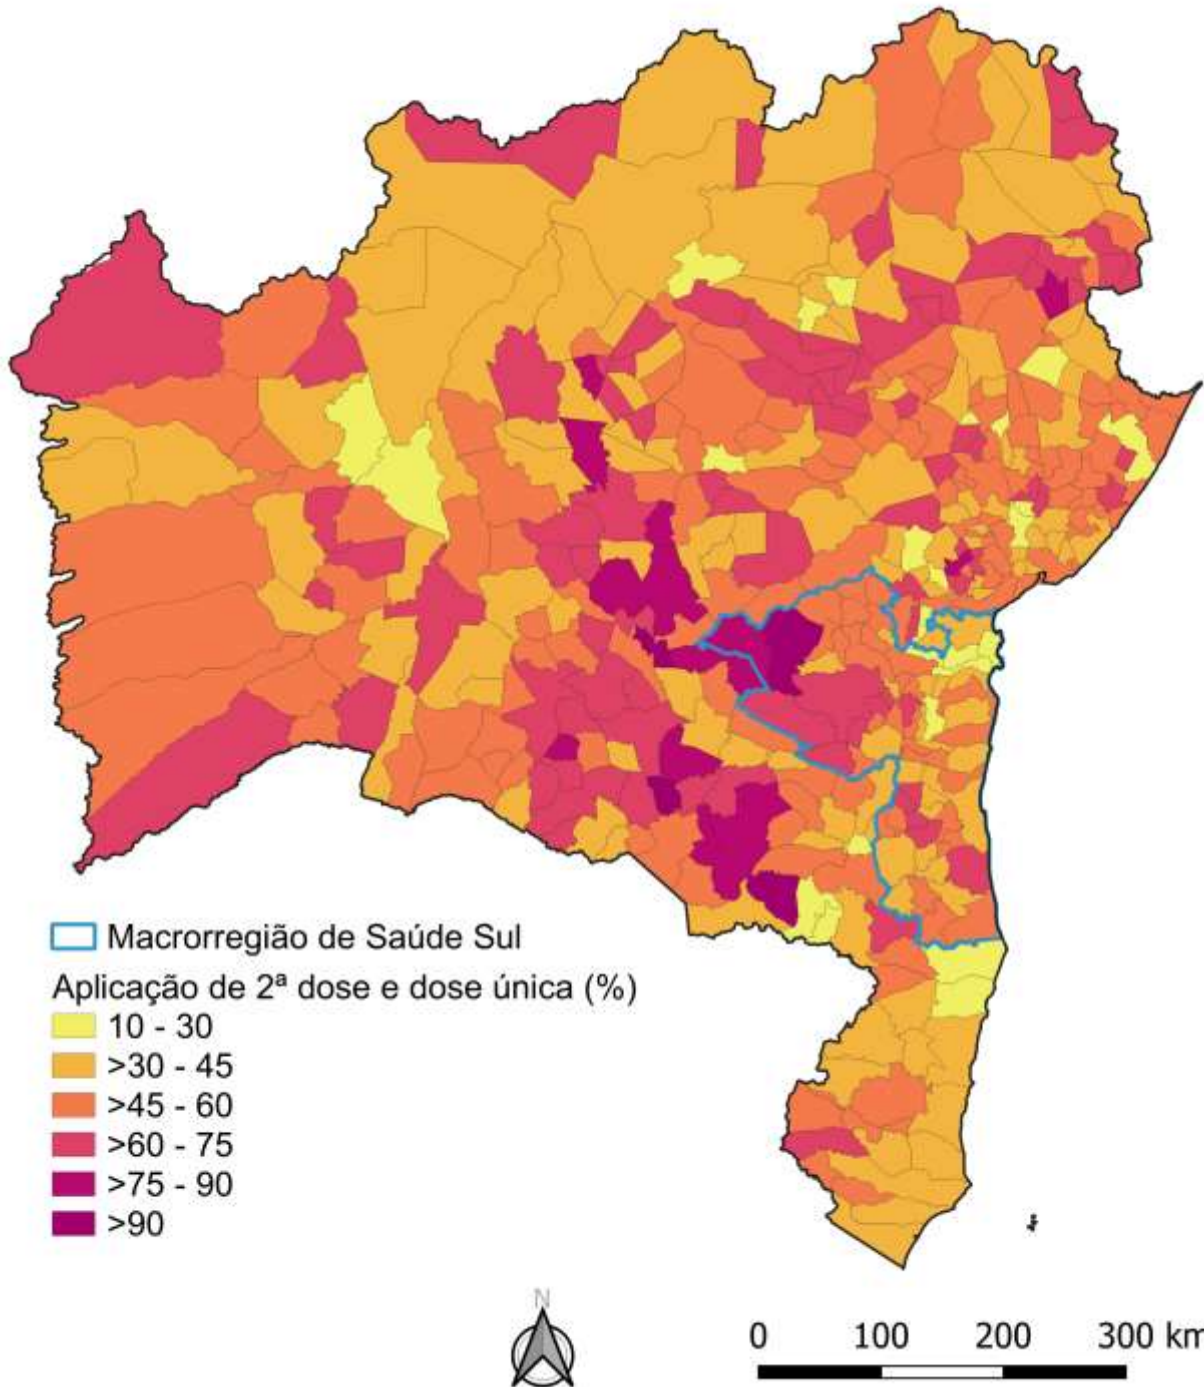 Macrorregião de Saúde Sul
Aplicação de 2ª dose e dose única (%)
10 - 30
>30 - 45
>45 - 60
>60 - 75
>75 - 90
>90
N
0 100 200 300 km